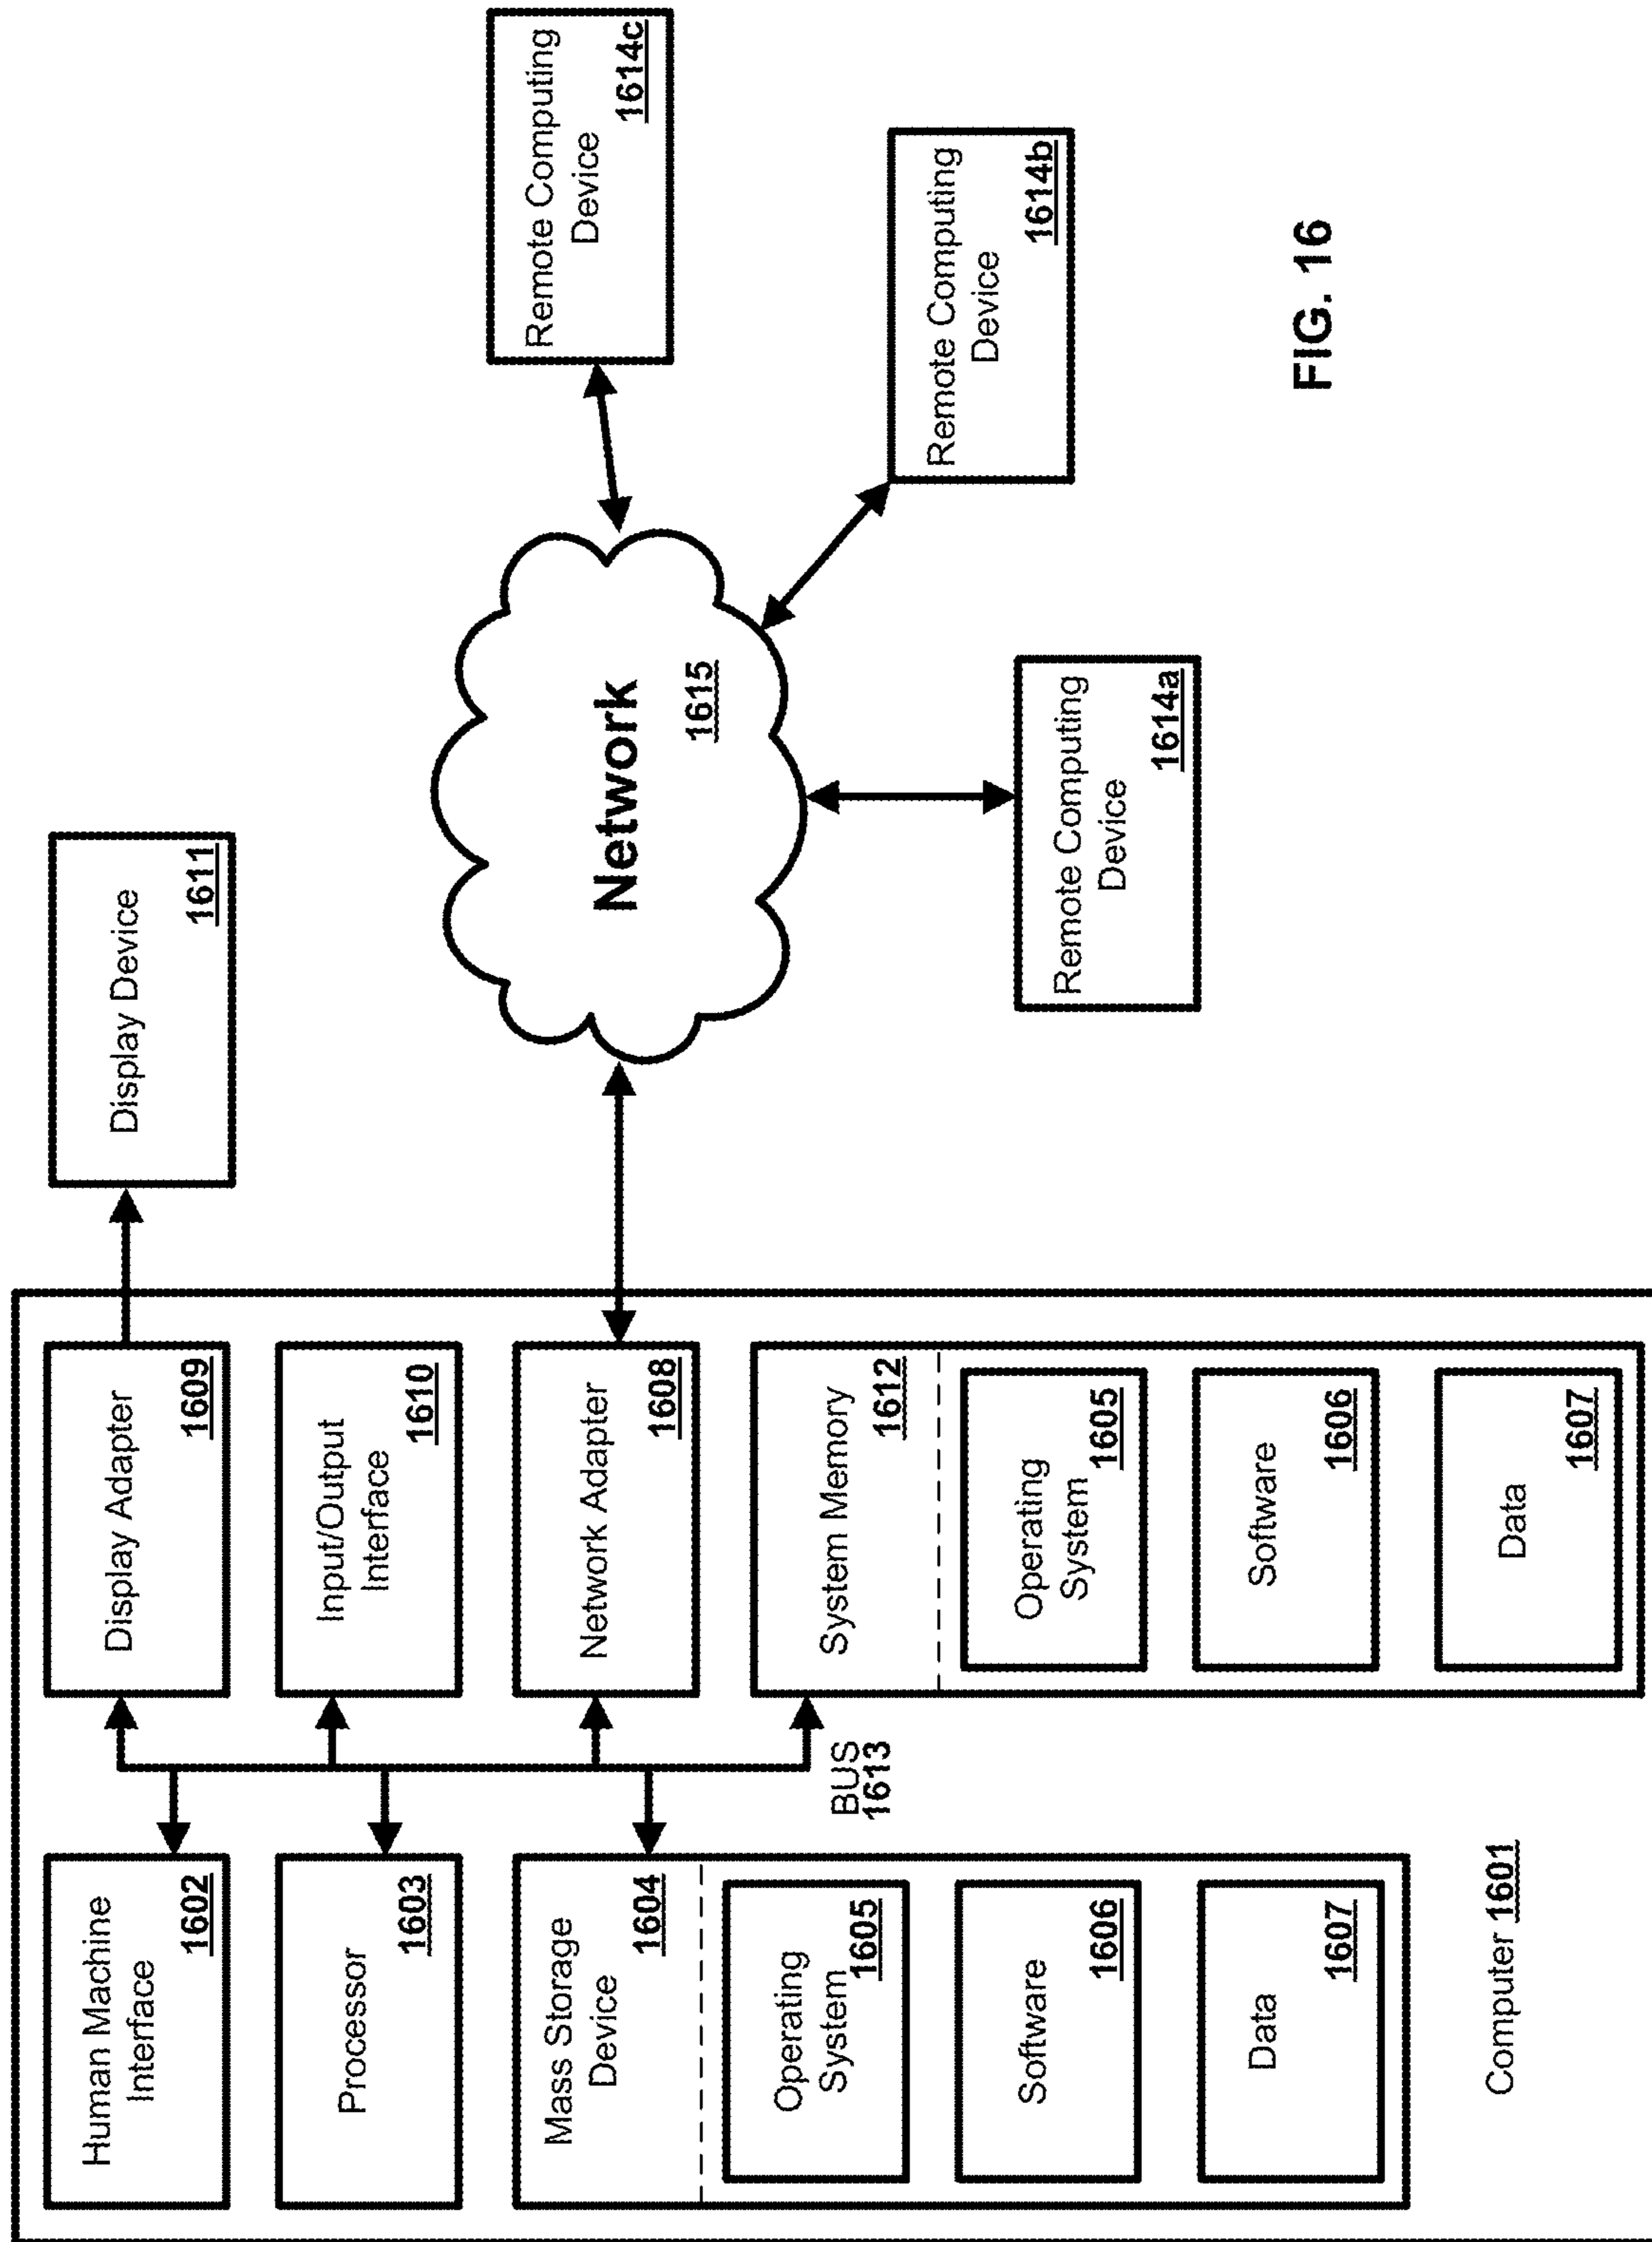 Human Machine
Interface
1602
Processor
1603
Mass Storage
Device
1604
Operating
System
1605
Software
1606
Data
1607
Computer 1601
BUS
1613
Display Adapter
1609
Input/Output
Interface
1610
Network Adapter
1608
System Memory
1612
Operating
System
1605
Software
1606
Data
1607
Display Device
1611
Network
1615
Remote Computing
Device
1614a
Remote Computing
Device
1614b
Remote Computing
Device
1614c
FIG. 16